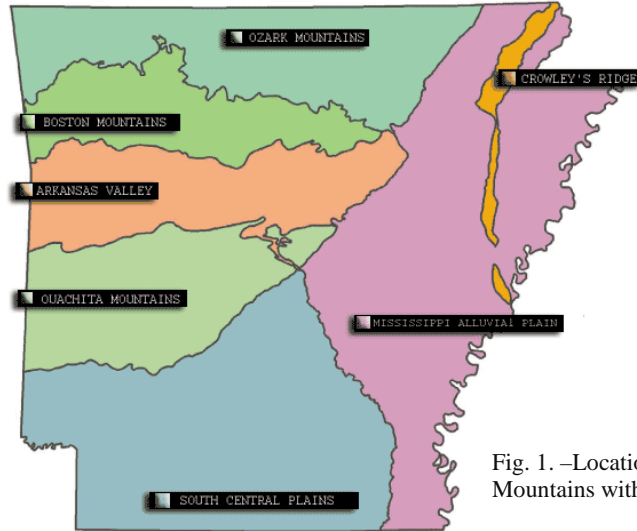 OZARK MOUNTAINS
CROWLEY'S RIDGE
BOSTON MOUNTAINS
ARKANSAS VALLEY
OUACHITA MOUNTAINS
MISSISSIPPI ALLUVIAl PLAIN
SOUTH CENTRAL PLAINS
Fig. 1. –Locatio
Mountains with